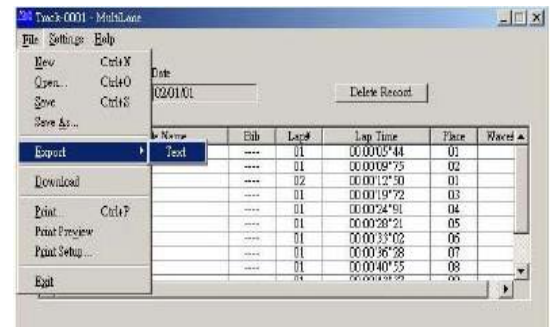 Track-0001 - MultiLane
File Settings Help
New Ctrl+N
Open... Ctrl+O
Save Ctrl+S
Save As...
Export
Text
Download
Print Ctrl+P
Print Preview
Print Setup...
Exit
Date
02/01/01
Delete Record
Name Bib Lap# Lap Time Place
---- 01 00:00'05"44 01
---- 01 00:00'09"75 02
---- 02 00:00'12"50 01
---- 01 00:00'19"72 03
---- 01 00:00'24"91 04
---- 01 00:00'28"21 05
---- 01 00:00'33"02 06
---- 01 00:00'36"28 07
---- 01 00:00'40"55 08